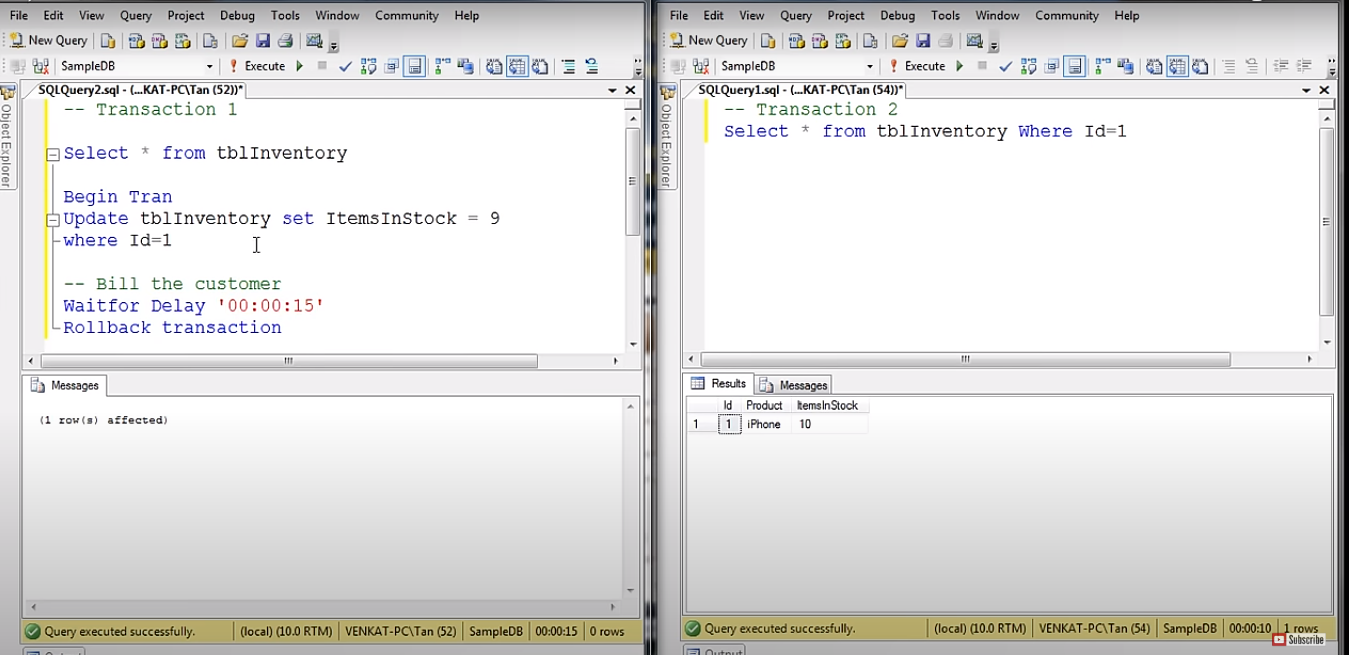 File Edit View Query Project Debug Tools Window Community Help
New Query
SampleDB Execute
SQLQuery2.sql - (...KAT-PC\Tan (52))*
Object Explorer
-- Transaction 1
Select * from tblInventory
Begin Tran
Update tblInventory set ItemsInStock = 9
where Id=1
-- Bill the customer
Waitfor Delay '00:00:15'
Rollback transaction
Messages
(1 row(s) affected)
Query executed successfully. (local) (10.0 RTM) VENKAT-PC\Tan (52) SampleDB 00:00:15 0 rows
Output
File Edit View Query Project Debug Tools Window Community Help
New Query
SampleDB Execute
SQLQuery1.sql - (...KAT-PC\Tan (54))*
Object Explorer
-- Transaction 2
Select * from tblInventory Where Id=1
Results Messages
Id Product ItemsInStock
1 1 iPhone 10
Query executed successfully. (local) (10.0 RTM) VENKAT-PC\Tan (54) SampleDB 00:00:10 1 rows
Subscribe
Output